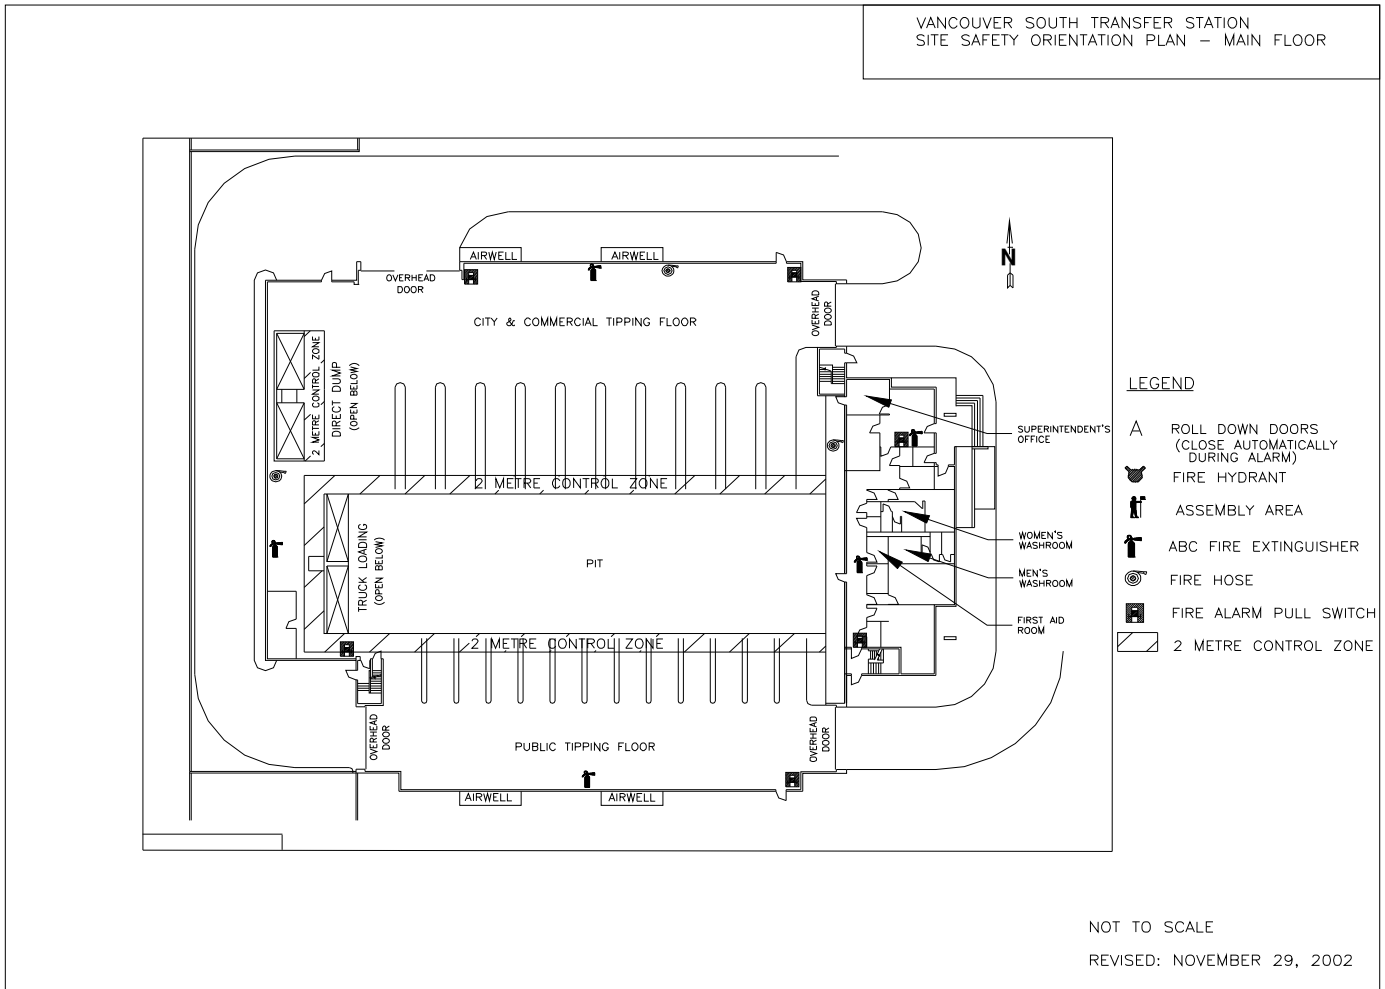 VANCOUVER SOUTH TRANSFER STATION
SITE SAFETY ORIENTATION PLAN – MAIN FLOOR
N
AIRWELL
AIRWELL
OVERHEAD
DOOR
CITY & COMMERCIAL TIPPING FLOOR
OVERHEAD
DOOR
2 METRE CONTROL ZONE
DIRECT DUMP
(OPEN BELOW)
2 METRE CONTROL ZONE
TRUCK LOADING
(OPEN BELOW)
PIT
2 METRE CONTROL ZONE
OVERHEAD
DOOR
PUBLIC TIPPING FLOOR
OVERHEAD
DOOR
AIRWELL
AIRWELL
SUPERINTENDENT'S
OFFICE
WOMEN'S
WASHROOM
MEN'S
WASHROOM
FIRST AID
ROOM
LEGEND
A ROLL DOWN DOORS
(CLOSE AUTOMATICALLY
DURING ALARM)
FIRE HYDRANT
ASSEMBLY AREA
ABC FIRE EXTINGUISHER
FIRE HOSE
FIRE ALARM PULL SWITCH
2 METRE CONTROL ZONE
NOT TO SCALE
REVISED: NOVEMBER 29, 2002